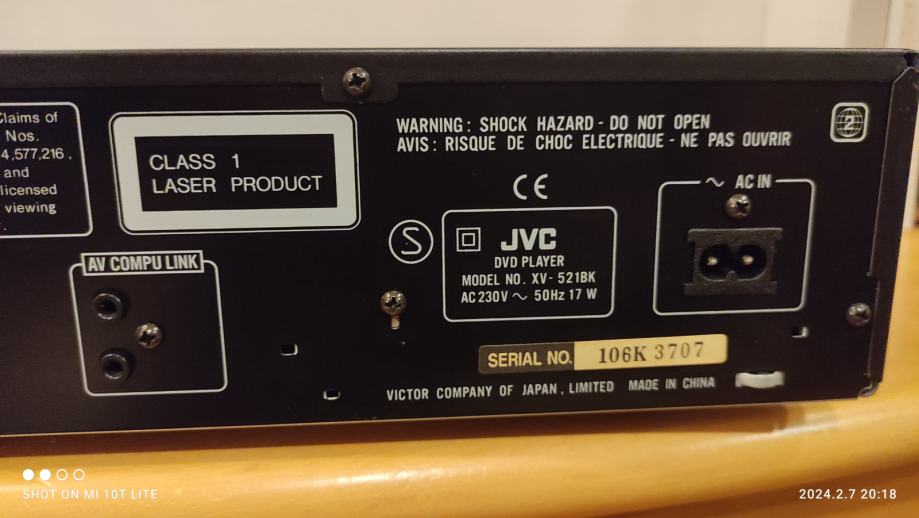 Claims of
Nos.
4,577,216,
and
licensed
viewing
CLASS 1
LASER PRODUCT
WARNING: SHOCK HAZARD - DO NOT OPEN
AVIS: RISQUE DE CHOC ELECTRIQUE - NE PAS OUVRIR
2
CE
S
JVC
DVD PLAYER
MODEL NO. XV-521BK
AC 230V ~ 50Hz 17 W
~ AC IN
AV COMPU LINK
SERIAL NO. 106K 3707
VICTOR COMPANY OF JAPAN, LIMITED MADE IN CHINA
SHOT ON MI 10T LITE
2024.2.7 20:18